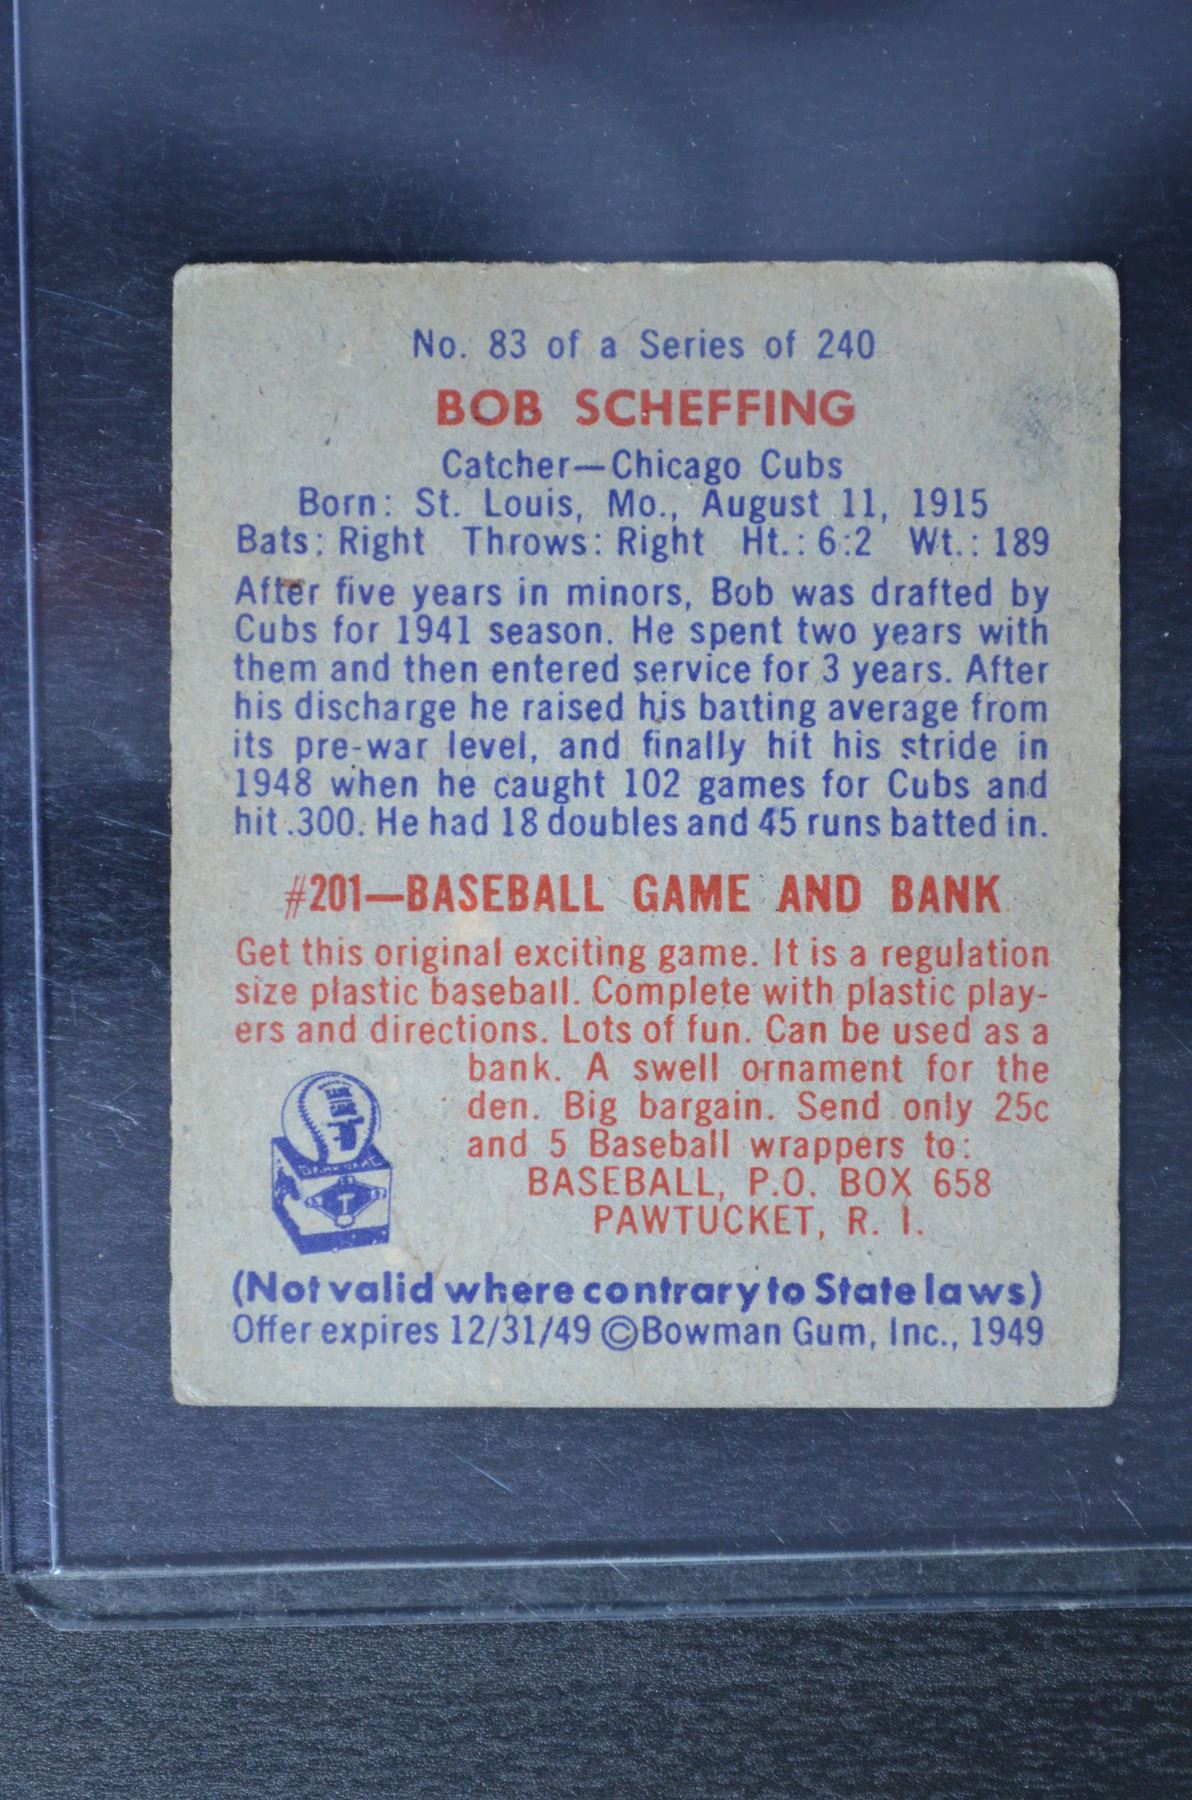 No. 83 of a Series of 240
BOB SCHEFFING
Catcher—Chicago Cubs
Born: St. Louis, Mo., August 11, 1915
Bats: Right Throws: Right Ht.: 6:2 Wt.: 189
After five years in minors, Bob was drafted by
Cubs for 1941 season. He spent two years with
them and then entered service for 3 years. After
his discharge he raised his batting average from
its pre-war level, and finally hit his stride in
1948 when he caught 102 games for Cubs and
hit .300. He had 18 doubles and 45 runs batted in.
#201—BASEBALL GAME AND BANK
Get this original exciting game. It is a regulation
size plastic baseball. Complete with plastic play-
ers and directions. Lots of fun. Can be used as a
bank. A swell ornament for the
den. Big bargain. Send only 25c
and 5 Baseball wrappers to:
BASEBALL, P.O. BOX 658
PAWTUCKET, R. I.
(Not valid where contrary to State laws)
Offer expires 12/31/49 ©Bowman Gum, Inc., 1949